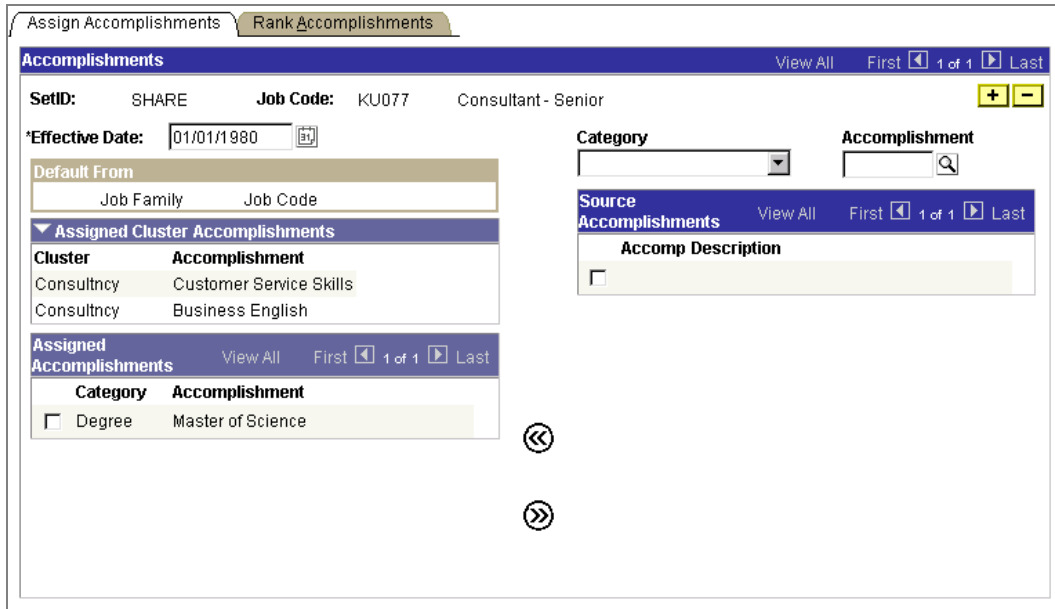 Assign Accomplishments Rank Accomplishments
Accomplishments View All First 1 of 1 Last
SetID: SHARE Job Code: KU077 Consultant - Senior
*Effective Date: 01/01/1980 31
Category Accomplishment
Default From
Job Family Job Code
Assigned Cluster Accomplishments
Cluster Accomplishment
Consultncy Customer Service Skills
Consultncy Business English
Assigned
Accomplishments View All First 1 of 1 Last
Category Accomplishment
Degree Master of Science
Source
Accomplishments View All First 1 of 1 Last
Accomp Description